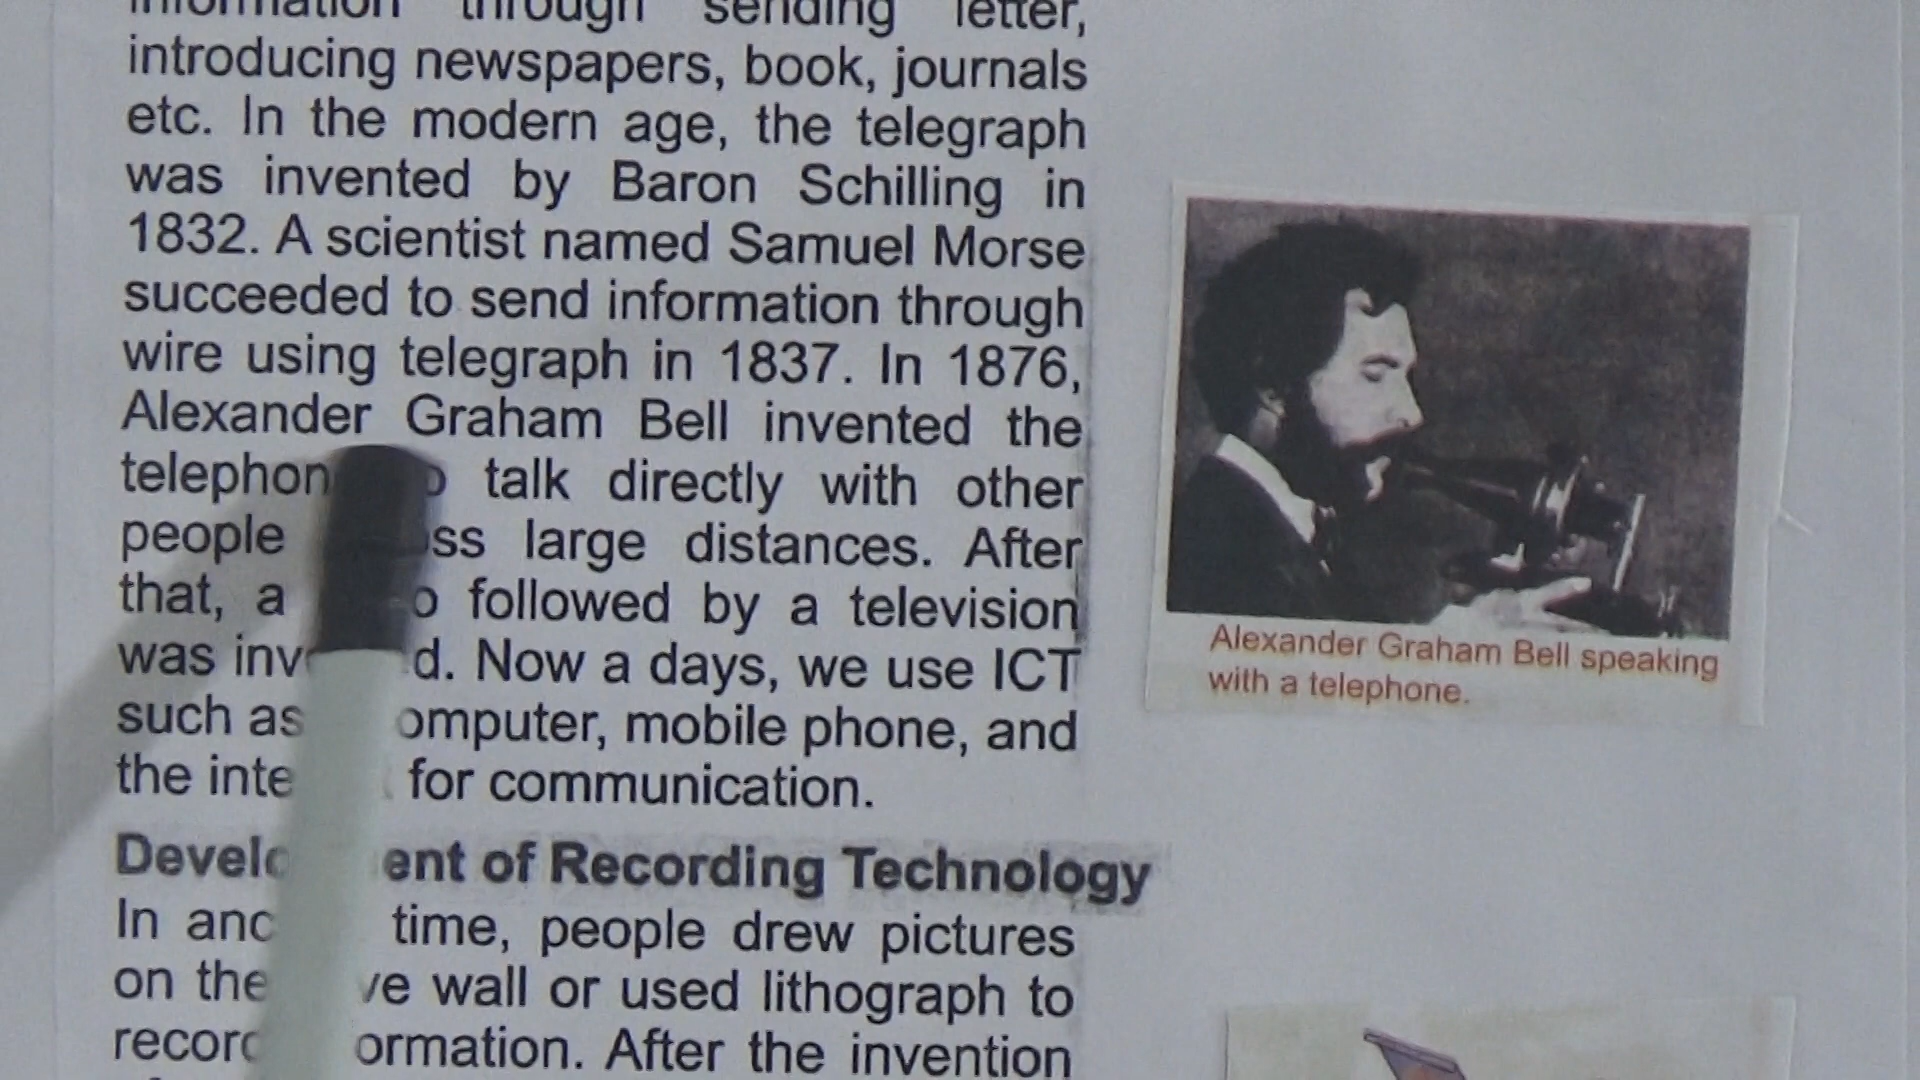 information through sending letter,
introducing newspapers, book, journals
etc. In the modern age, the telegraph
was invented by Baron Schilling in
1832. A scientist named Samuel Morse
succeeded to send information through
wire using telegraph in 1837. In 1876,
Alexander Graham Bell invented the
telephon o talk directly with other
people ss large distances. After
that, a o followed by a television
was inv d. Now a days, we use ICT
such as omputer, mobile phone, and
the inte for communication.
Develo ent of Recording Technology
In anc time, people drew pictures
on the ve wall or used lithograph to
record ormation. After the invention
Alexander Graham Bell speaking
with a telephone.